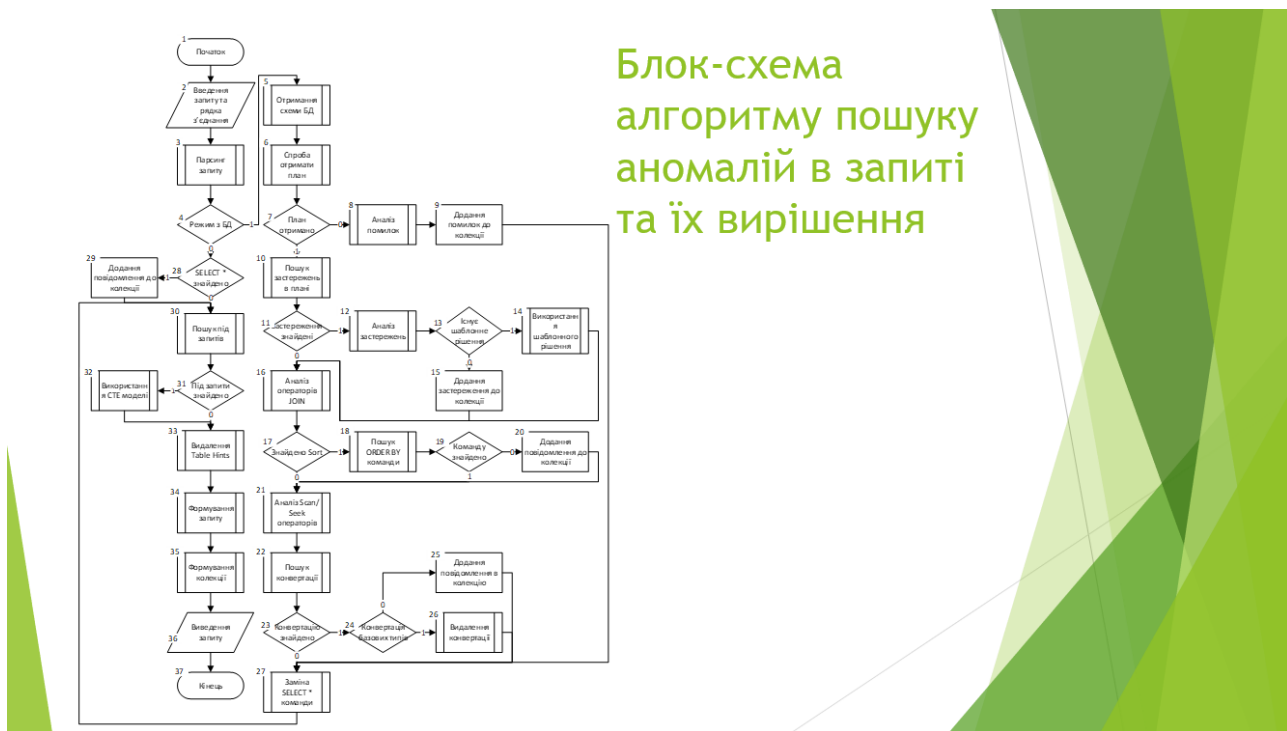 Блок-схема
алгоритму пошуку
аномалій в запиті
та їх вирішення
1
Початок
2
Введення
запиту та
рядка
з'єднання
3
Парсинг
запиту
4
Режим з БД
1
0
5
Отримання
схеми БД
6
Спроба
отримати
план
7
План
отримано
0
1
8
Аналіз
помилок
9
Додання
помилок до
колекції
10
Пошук
застережень
в плані
11
Застереження
знайдені
1
0
12
Аналіз
застережень
13
Існує
шаблонне
рішення
1
0
14
Використанн
я
шаблонного
рішення
15
Додання
застереження до
колекції
16
Аналіз
операторів
JOIN
17
Знайдено Sort
1
0
18
Пошук
ORDER BY
команди
19
Команду
знайдено
0
1
20
Додання
повідомлення до
колекції
21
Аналіз Scan/
Seek
операторів
22
Пошук
конвертації
23
Конвертацію
знайдено
1
0
24
Конвертація
базових типів
0
1
25
Додання
повідомлення в
колекцію
26
Видалення
конвертації
27
Заміна
SELECT *
команди
28
SELECT *
знайдено
1
0
29
Додання
повідомлення до
колекції
30
Пошук під
запитів
31
Під запити
знайдено
1
0
32
Використанн
я CTE моделі
33
Видалення
Table Hints
34
Формування
запиту
35
Формування
колекції
36
Виведення
запиту
37
Кінець